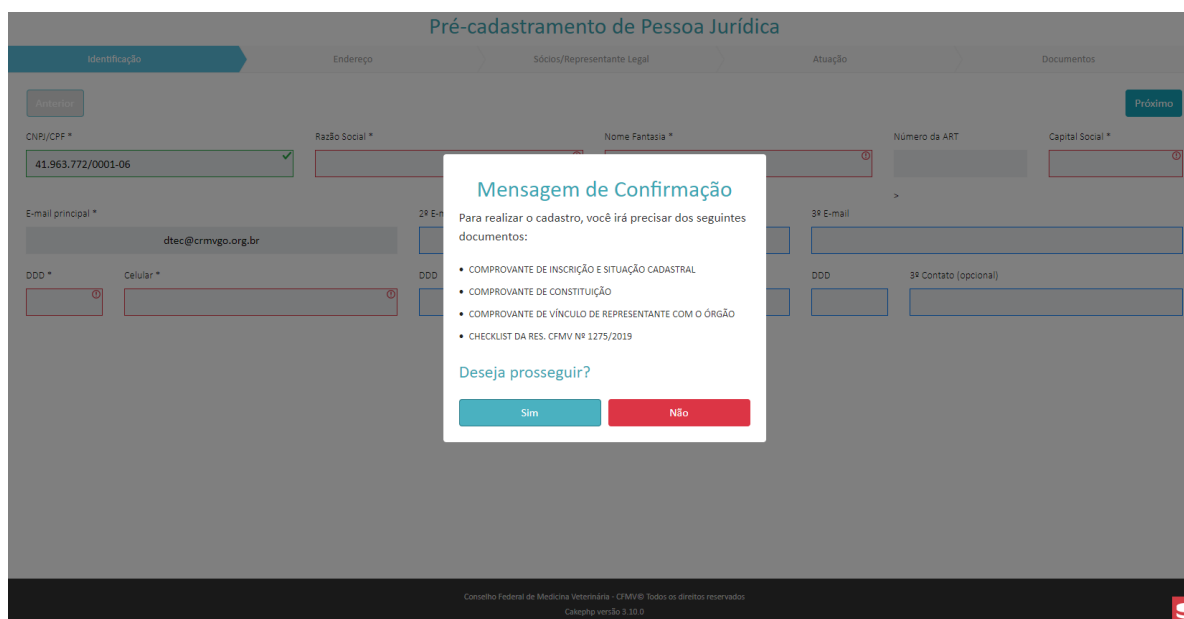 Pré-cadastramento de Pessoa Jurídica
Identificação
Endereço
Sócios/Representante Legal
Atuação
Documentos
Anterior
Próximo
CNPJ/CPF *
Razão Social *
Nome Fantasia *
Número da ART
Capital Social *
41.963.772/0001-06
>
E-mail principal *
2º E-m
3º E-mail
dtec@crmvgo.org.br
DDD *
Celular *
DDD
DDD
3º Contato (opcional)
Mensagem de Confirmação
Para realizar o cadastro, você irá precisar dos seguintes
documentos:
• COMPROVANTE DE INSCRIÇÃO E SITUAÇÃO CADASTRAL
• COMPROVANTE DE CONSTITUIÇÃO
• COMPROVANTE DE VÍNCULO DE REPRESENTANTE COM O ÓRGÃO
• CHECKLIST DA RES. CFMV Nº 1275/2019
Deseja prosseguir?
Sim
Não
Conselho Federal de Medicina Veterinária - CFMV© Todos os direitos reservados
Cakephp versão 3.10.0